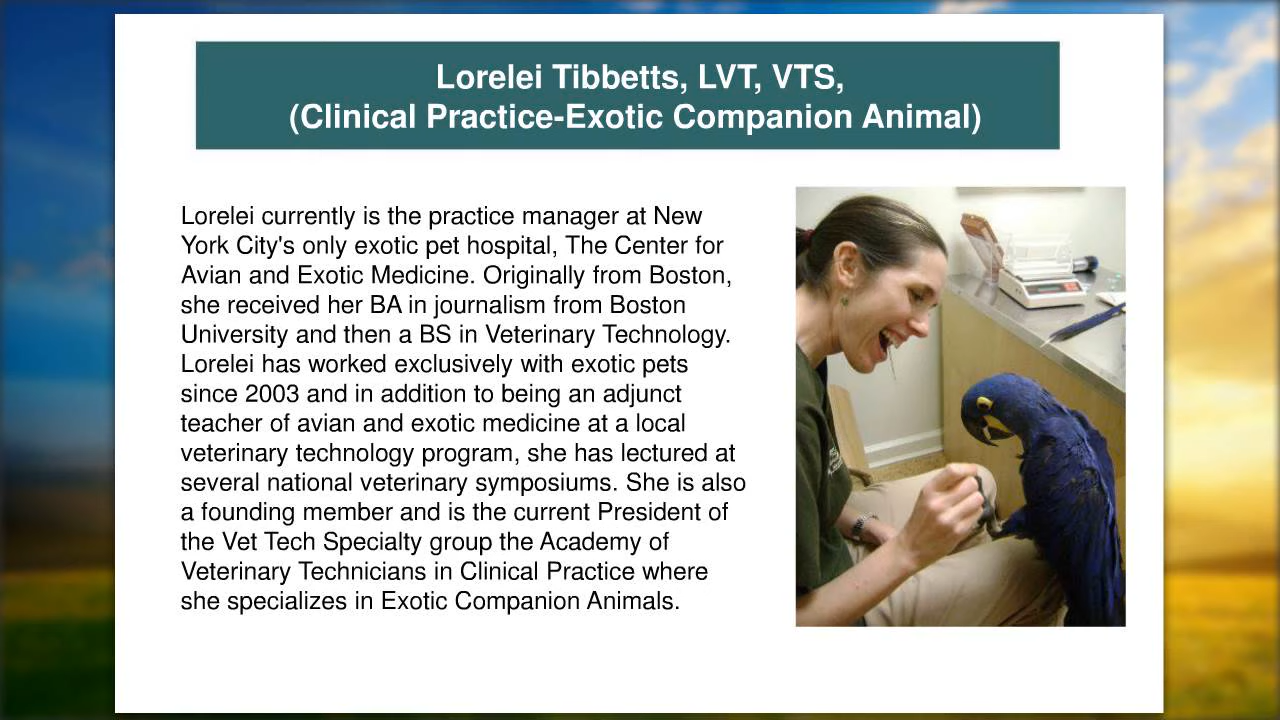 Lorelei Tibbetts, LVT, VTS,
(Clinical Practice-Exotic Companion Animal)
Lorelei currently is the practice manager at New
York City's only exotic pet hospital, The Center for
Avian and Exotic Medicine. Originally from Boston,
she received her BA in journalism from Boston
University and then a BS in Veterinary Technology.
Lorelei has worked exclusively with exotic pets
since 2003 and in addition to being an adjunct
teacher of avian and exotic medicine at a local
veterinary technology program, she has lectured at
several national veterinary symposiums. She is also
a founding member and is the current President of
the Vet Tech Specialty group the Academy of
Veterinary Technicians in Clinical Practice where
she specializes in Exotic Companion Animals.